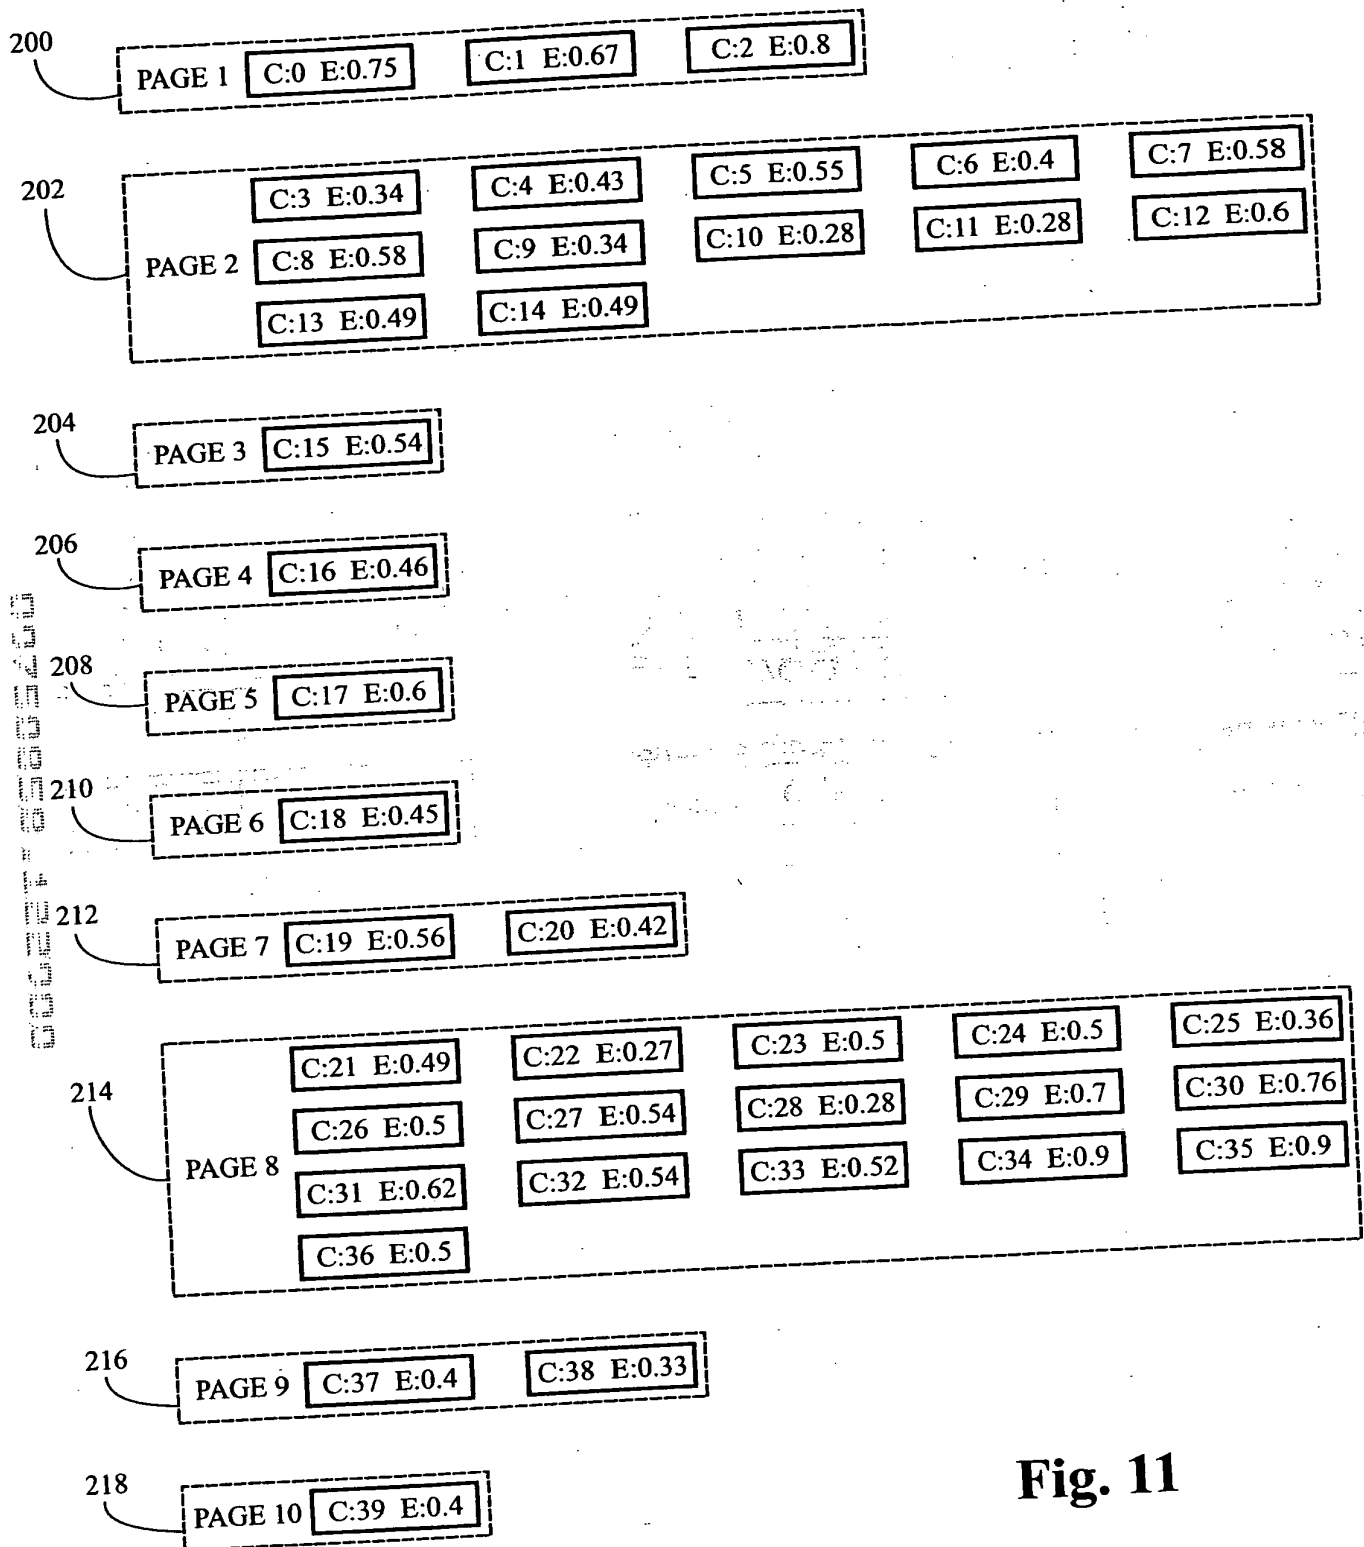 200
PAGE 1 C:0 E:0.75 C:1 E:0.67 C:2 E:0.8
202
C:3 E:0.34 C:4 E:0.43 C:5 E:0.55 C:6 E:0.4 C:7 E:0.58
PAGE 2 C:8 E:0.58 C:9 E:0.34 C:10 E:0.28 C:11 E:0.28 C:12 E:0.6
C:13 E:0.49 C:14 E:0.49
204
PAGE 3 C:15 E:0.54
206
PAGE 4 C:16 E:0.46
208
PAGE 5 C:17 E:0.6
210
PAGE 6 C:18 E:0.45
212
PAGE 7 C:19 E:0.56 C:20 E:0.42
214
C:21 E:0.49 C:22 E:0.27 C:23 E:0.5 C:24 E:0.5 C:25 E:0.36
C:26 E:0.5 C:27 E:0.54 C:28 E:0.28 C:29 E:0.7 C:30 E:0.76
PAGE 8 C:31 E:0.62 C:32 E:0.54 C:33 E:0.52 C:34 E:0.9 C:35 E:0.9
C:36 E:0.5
216
PAGE 9 C:37 E:0.4 C:38 E:0.33
218
PAGE 10 C:39 E:0.4
Fig. 11